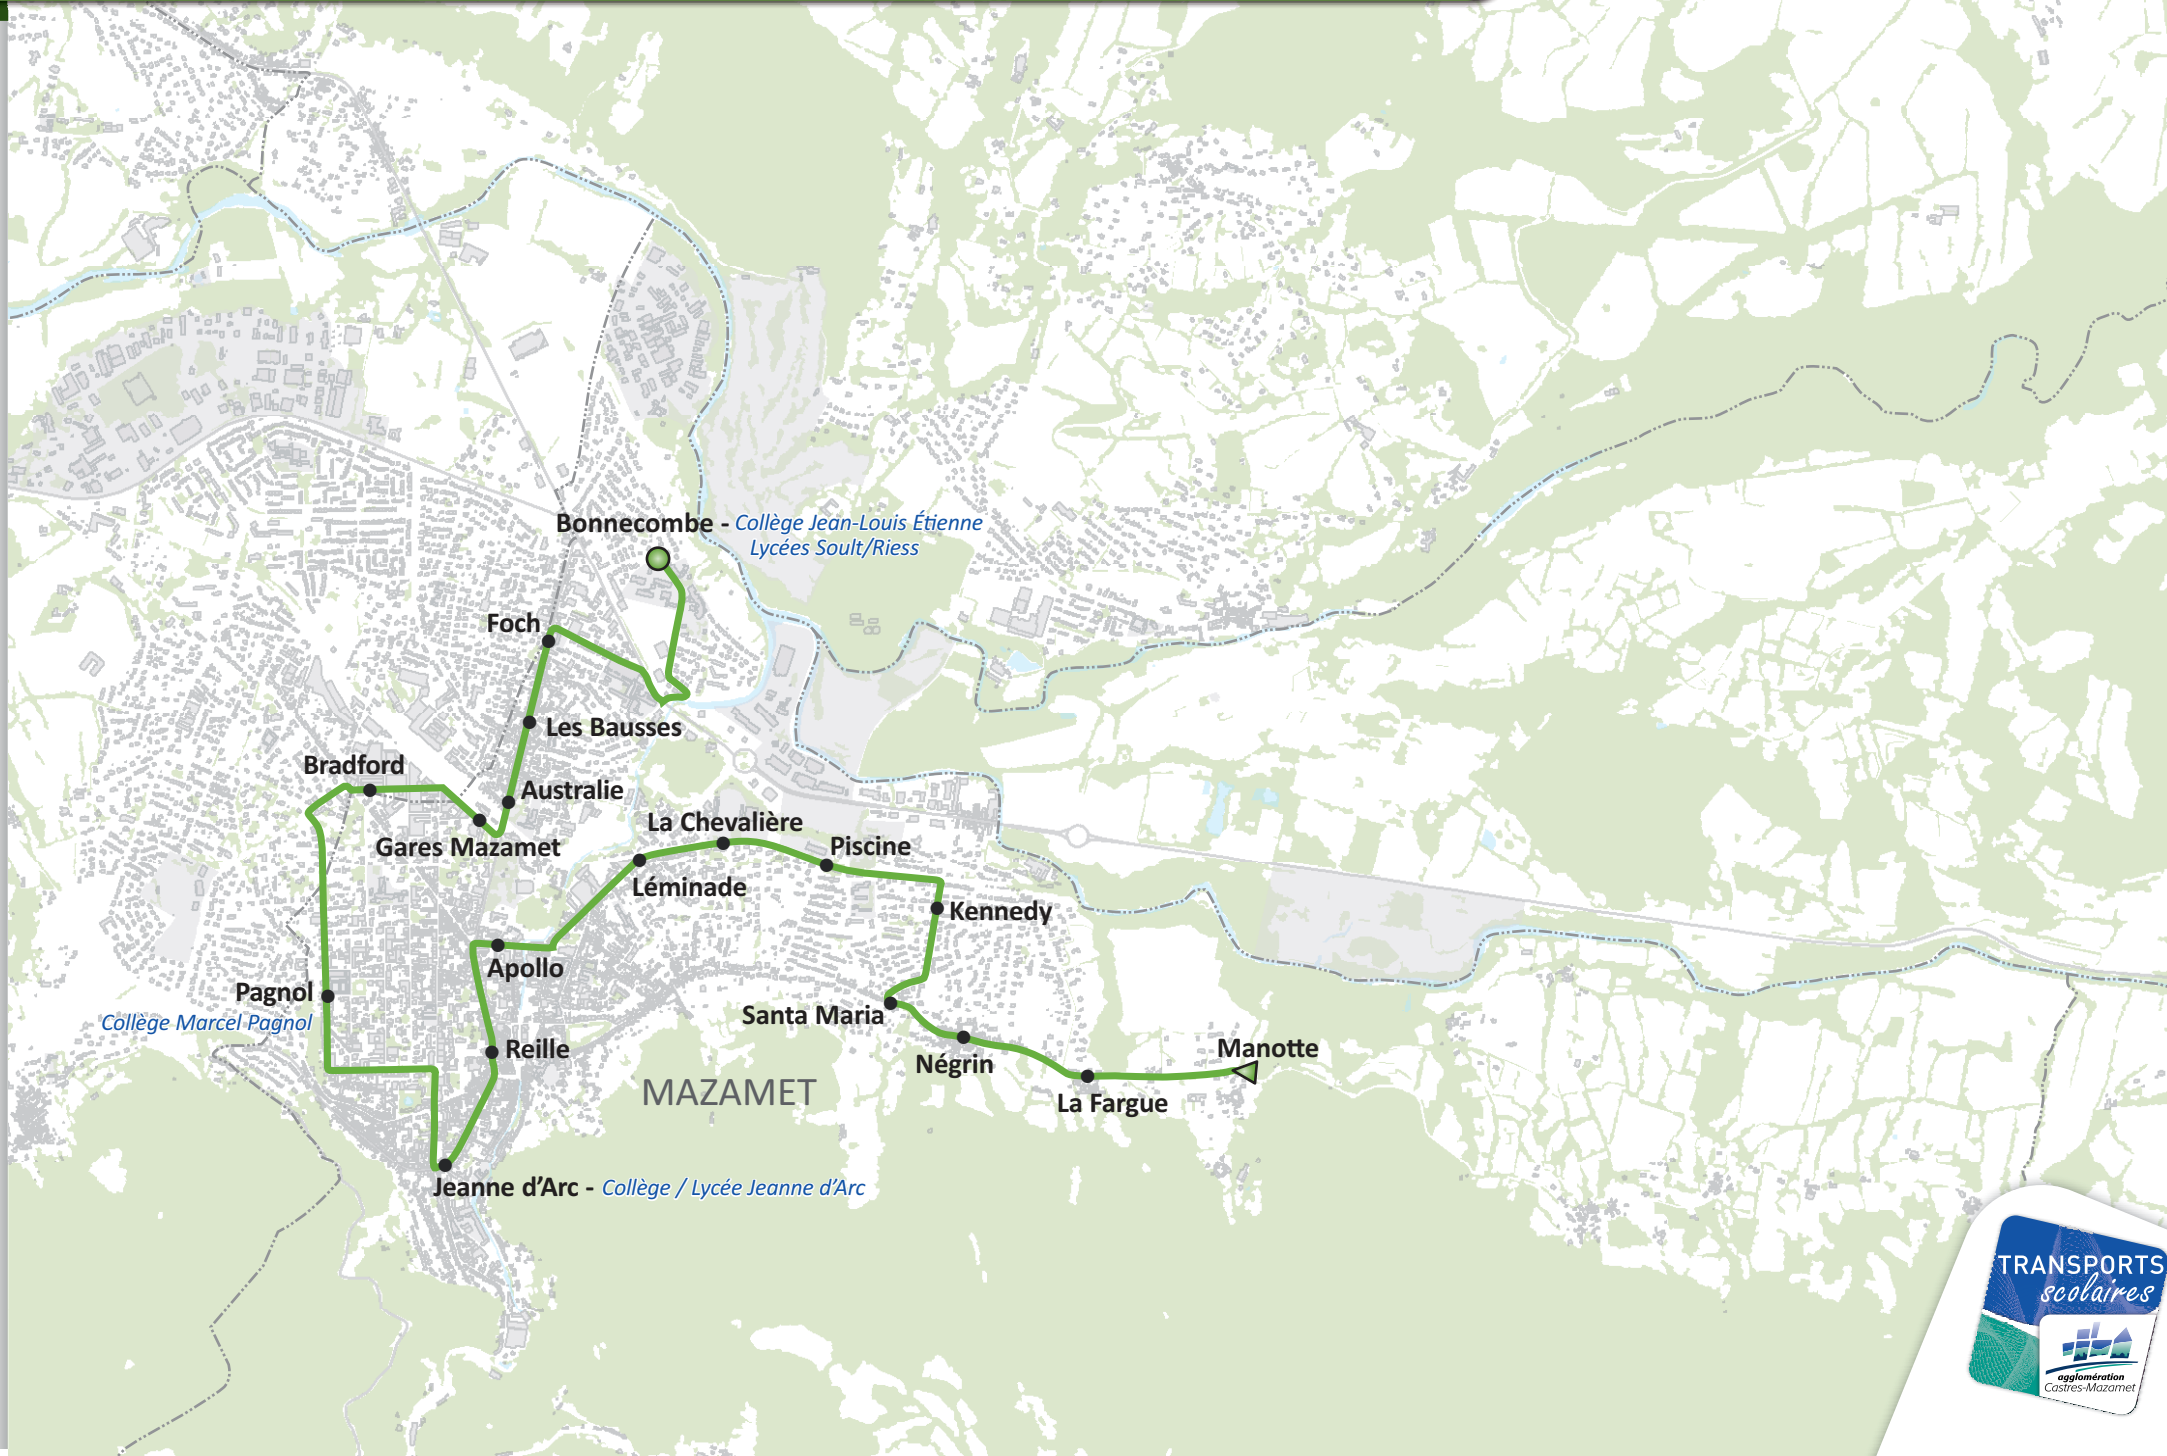 Bonnecombe - Collège Jean-Louis Étienne
Lycées Soult/Riess
Foch
Les Bausses
Bradford
Australie
La Chevalière
Gares Mazamet
Piscine
Léminade
Kennedy
Apollo
Pagnol
Collège Marcel Pagnol
Santa Maria
Reille
Négrin
Manotte
MAZAMET
La Fargue
Jeanne d'Arc - Collège / Lycée Jeanne d'Arc
TRANSPORTS
scolaires
agglomération
Castres-Mazamet